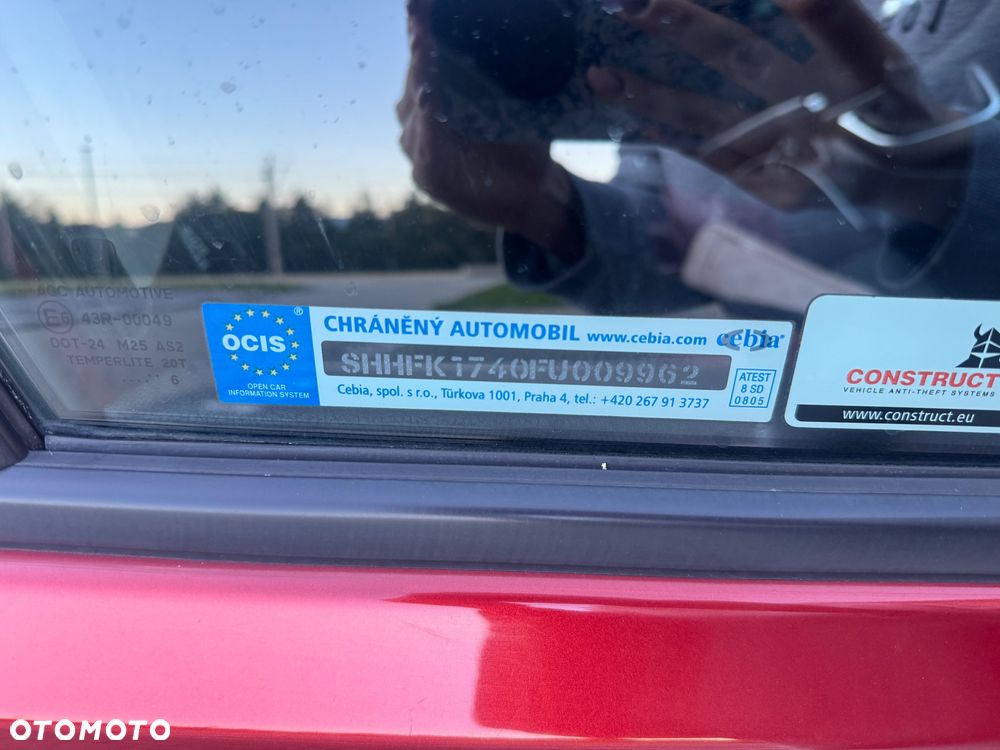 AGC AUTOMOTIVE
E6 43R-00049
DOT-24 M25 AS2
TEMPERLITE 20T
..... 6
OCIS ®
OPEN CAR
INFORMATION SYSTEM
CHRÁNĚNÝ AUTOMOBIL www.cebia.com cebia®
SHHFK1740FU009962
Cebia, spol. s r.o., Türkova 1001, Praha 4, tel.: +420 267 91 3737
ATEST
8 SD
0805
CONSTRUCT
VEHICLE ANTI-THEFT SYSTEMS
www.construct.eu
OTOMOTO